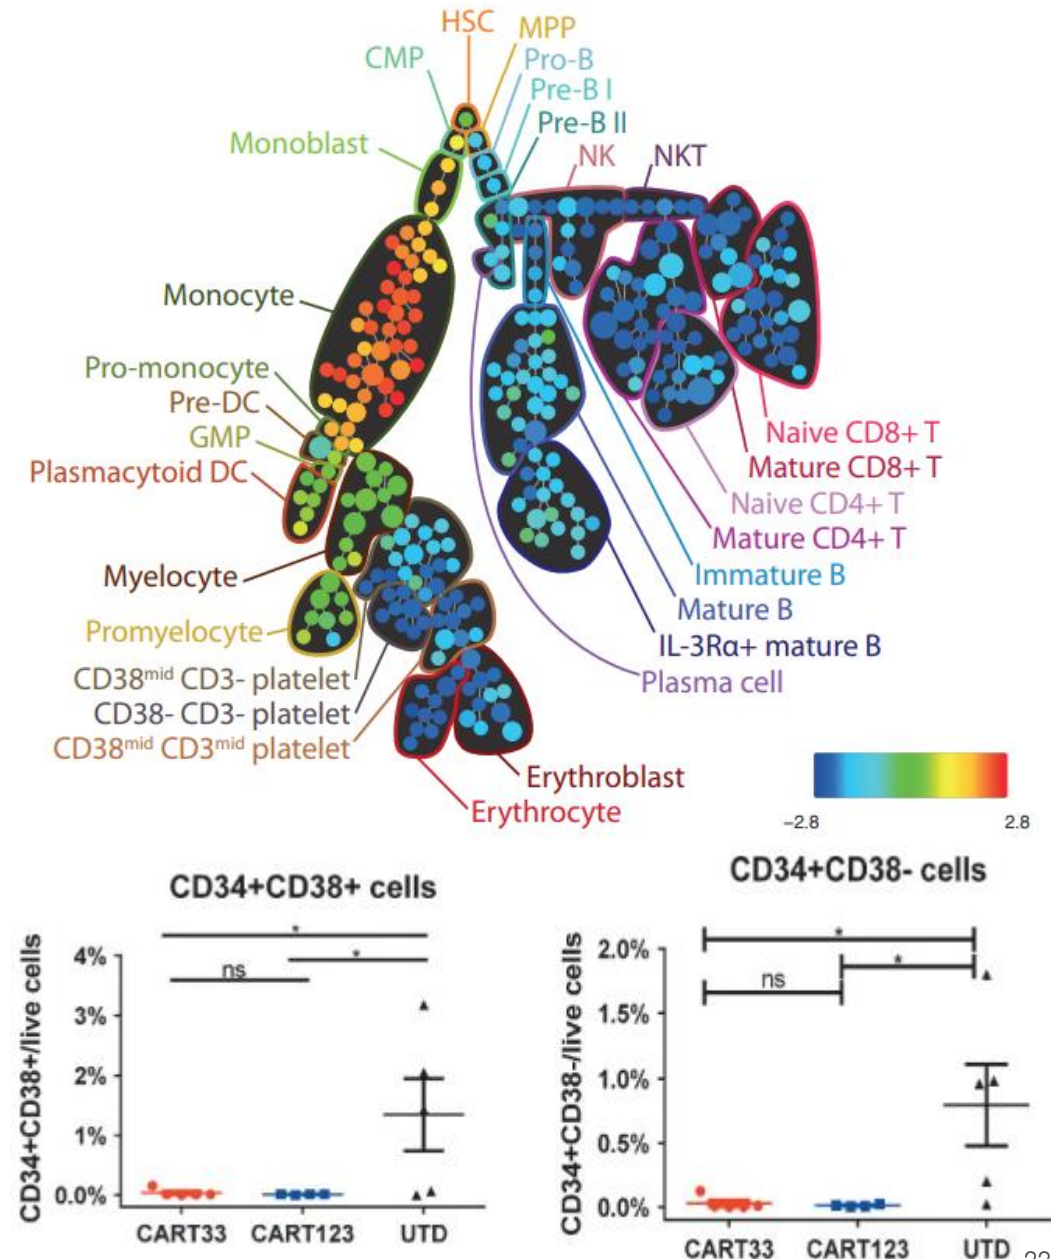 HSC
MPP
CMP
Pro-B
Pre-B I
Pre-B II
Monoblast
NK
NKT
Monocyte
Pro-monocyte
Pre-DC
GMP
Plasmacytoid DC
Naive CD8+ T
Mature CD8+ T
Naive CD4+ T
Mature CD4+ T
Myelocyte
Immature B
Mature B
Promyelocyte
IL-3Rα+ mature B
CD38mid CD3- platelet
Plasma cell
CD38- CD3- platelet
CD38mid CD3mid platelet
Erythroblast
Erythrocyte
−2.8
2.8
CD34+CD38+ cells
CD34+CD38+/live cells
4%
3%
2%
1%
0.0%
*
*
ns
CART33
CART123
UTD
CD34+CD38- cells
CD34+CD38-/live cells
2.0%
1.5%
1.0%
0.5%
0.0%
*
*
ns
CART33
CART123
UTD